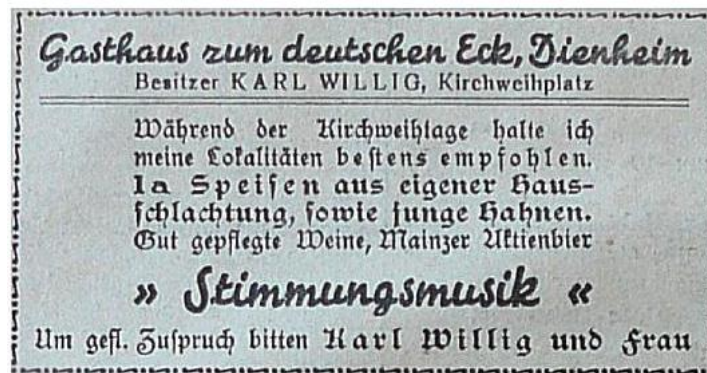 Gasthaus zum deutschen Eck, Dienheim
Besitzer KARL WILLIG, Kirchweihplatz
Während der Kirchweihtage halte ich
meine Lokalitäten bestens empfohlen.
Ia Speisen aus eigener Haus-
schlachtung, sowie junge Hahnen.
Gut gepflegte Weine, Mainzer Aktienbier
» Stimmungsmusik «
Um gefl. Zuspruch bitten Karl Willig und Frau